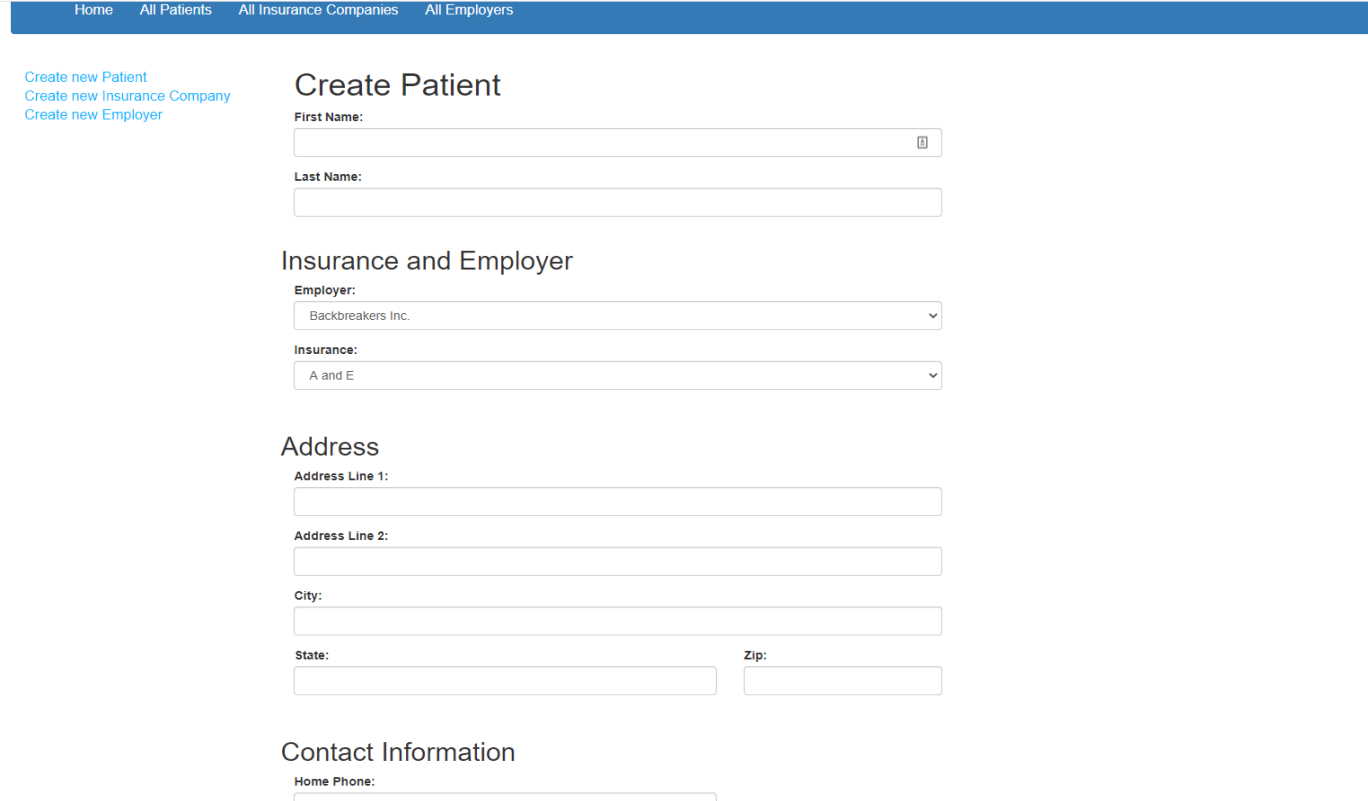 Home All Patients All Insurance Companies All Employers
Create new Patient
Create new Insurance Company
Create new Employer
Create Patient
First Name:
Last Name:
Insurance and Employer
Employer:
Backbreakers Inc.
Insurance:
A and E
Address
Address Line 1:
Address Line 2:
City:
State: Zip:
Contact Information
Home Phone: